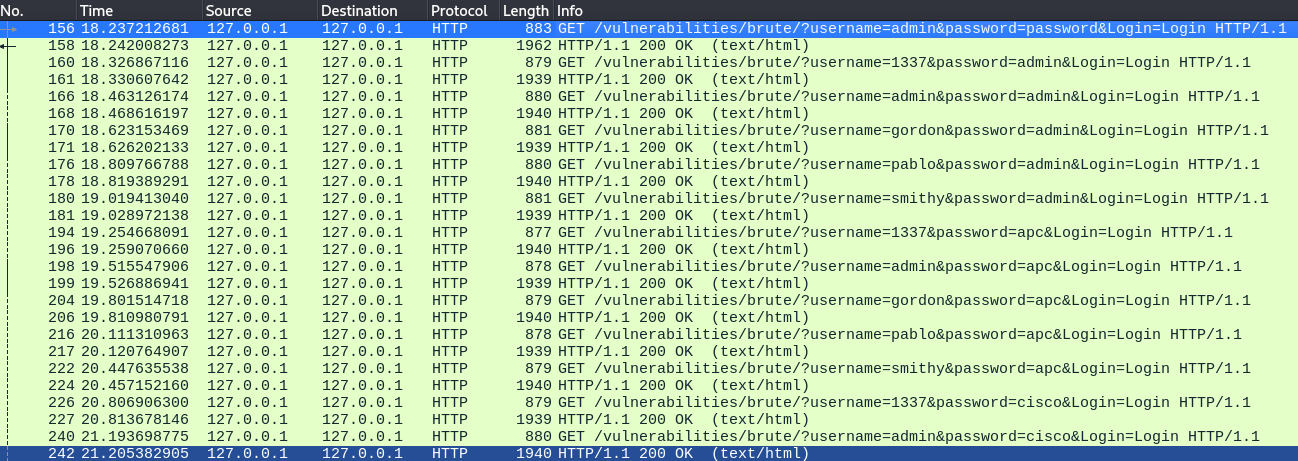 No. Time Source Destination Protocol Length Info
156 18.237212681 127.0.0.1 127.0.0.1 HTTP 883 GET /vulnerabilities/brute/?username=admin&password=password&Login=Login HTTP/1.1
158 18.242008273 127.0.0.1 127.0.0.1 HTTP 1962 HTTP/1.1 200 OK (text/html)
160 18.326867116 127.0.0.1 127.0.0.1 HTTP 879 GET /vulnerabilities/brute/?username=1337&password=admin&Login=Login HTTP/1.1
161 18.330607642 127.0.0.1 127.0.0.1 HTTP 1939 HTTP/1.1 200 OK (text/html)
166 18.463126174 127.0.0.1 127.0.0.1 HTTP 880 GET /vulnerabilities/brute/?username=admin&password=admin&Login=Login HTTP/1.1
168 18.468616197 127.0.0.1 127.0.0.1 HTTP 1940 HTTP/1.1 200 OK (text/html)
170 18.623153469 127.0.0.1 127.0.0.1 HTTP 881 GET /vulnerabilities/brute/?username=gordon&password=admin&Login=Login HTTP/1.1
171 18.626202133 127.0.0.1 127.0.0.1 HTTP 1939 HTTP/1.1 200 OK (text/html)
176 18.809766788 127.0.0.1 127.0.0.1 HTTP 880 GET /vulnerabilities/brute/?username=pablo&password=admin&Login=Login HTTP/1.1
178 18.819389291 127.0.0.1 127.0.0.1 HTTP 1940 HTTP/1.1 200 OK (text/html)
180 19.019413040 127.0.0.1 127.0.0.1 HTTP 881 GET /vulnerabilities/brute/?username=smithy&password=admin&Login=Login HTTP/1.1
181 19.028972138 127.0.0.1 127.0.0.1 HTTP 1939 HTTP/1.1 200 OK (text/html)
194 19.254668091 127.0.0.1 127.0.0.1 HTTP 877 GET /vulnerabilities/brute/?username=1337&password=apc&Login=Login HTTP/1.1
196 19.259070660 127.0.0.1 127.0.0.1 HTTP 1940 HTTP/1.1 200 OK (text/html)
198 19.515547906 127.0.0.1 127.0.0.1 HTTP 878 GET /vulnerabilities/brute/?username=admin&password=apc&Login=Login HTTP/1.1
199 19.526886941 127.0.0.1 127.0.0.1 HTTP 1939 HTTP/1.1 200 OK (text/html)
204 19.801514718 127.0.0.1 127.0.0.1 HTTP 879 GET /vulnerabilities/brute/?username=gordon&password=apc&Login=Login HTTP/1.1
206 19.810980791 127.0.0.1 127.0.0.1 HTTP 1940 HTTP/1.1 200 OK (text/html)
216 20.111310963 127.0.0.1 127.0.0.1 HTTP 878 GET /vulnerabilities/brute/?username=pablo&password=apc&Login=Login HTTP/1.1
217 20.120764907 127.0.0.1 127.0.0.1 HTTP 1939 HTTP/1.1 200 OK (text/html)
222 20.447635538 127.0.0.1 127.0.0.1 HTTP 879 GET /vulnerabilities/brute/?username=smithy&password=apc&Login=Login HTTP/1.1
224 20.457152160 127.0.0.1 127.0.0.1 HTTP 1940 HTTP/1.1 200 OK (text/html)
226 20.806906300 127.0.0.1 127.0.0.1 HTTP 879 GET /vulnerabilities/brute/?username=1337&password=cisco&Login=Login HTTP/1.1
227 20.813678146 127.0.0.1 127.0.0.1 HTTP 1939 HTTP/1.1 200 OK (text/html)
240 21.193698775 127.0.0.1 127.0.0.1 HTTP 880 GET /vulnerabilities/brute/?username=admin&password=cisco&Login=Login HTTP/1.1
242 21.205382905 127.0.0.1 127.0.0.1 HTTP 1940 HTTP/1.1 200 OK (text/html)